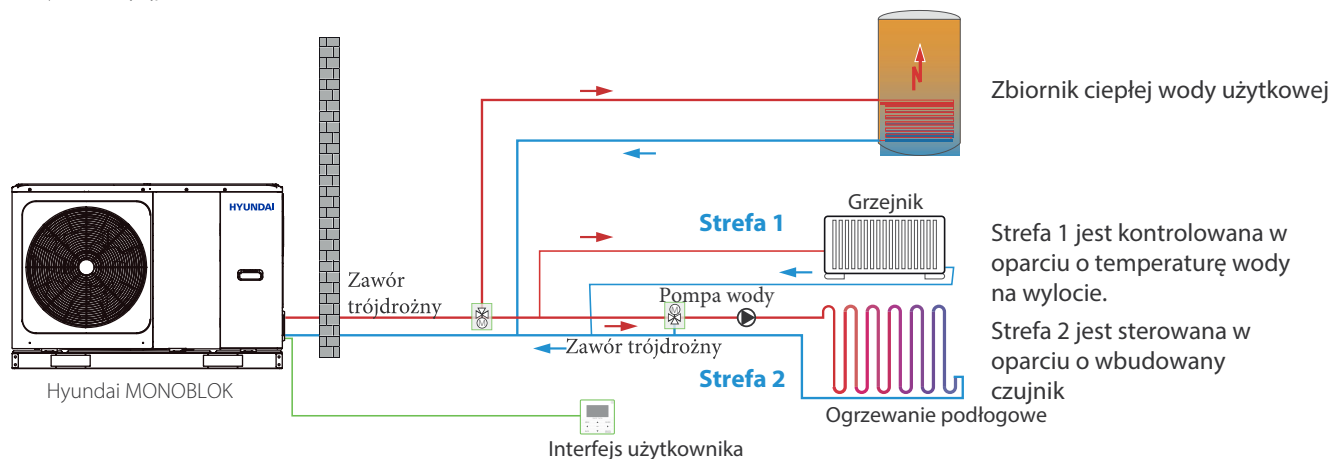 Zbiornik ciepłej wody użytkowej
HYUNDAI
Strefa 1
Grzejnik
Strefa 1 jest kontrolowana w
oparciu o temperaturę wody
na wylocie.
Zawór
trójdrożny
Pompa wody
M
M
Zawór trójdrożny
Strefa 2 jest sterowana w
oparciu o wbudowany
czujnik
Strefa 2
Hyundai MONOBLOK
Ogrzewanie podłogowe
Interfejs użytkownika